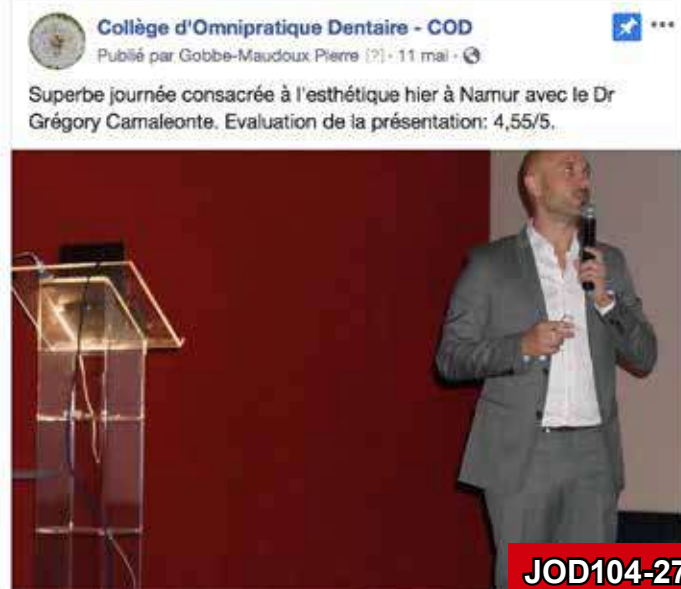 Collège d'Omnipratique Dentaire - COD
Publié par Gobbe-Maudoux Pierre [?] · 11 mai ·
Superbe journée consacrée à l'esthétique hier à Namur avec le Dr
Grégory Camaleonte. Evaluation de la présentation: 4,55/5.
JOD104-27